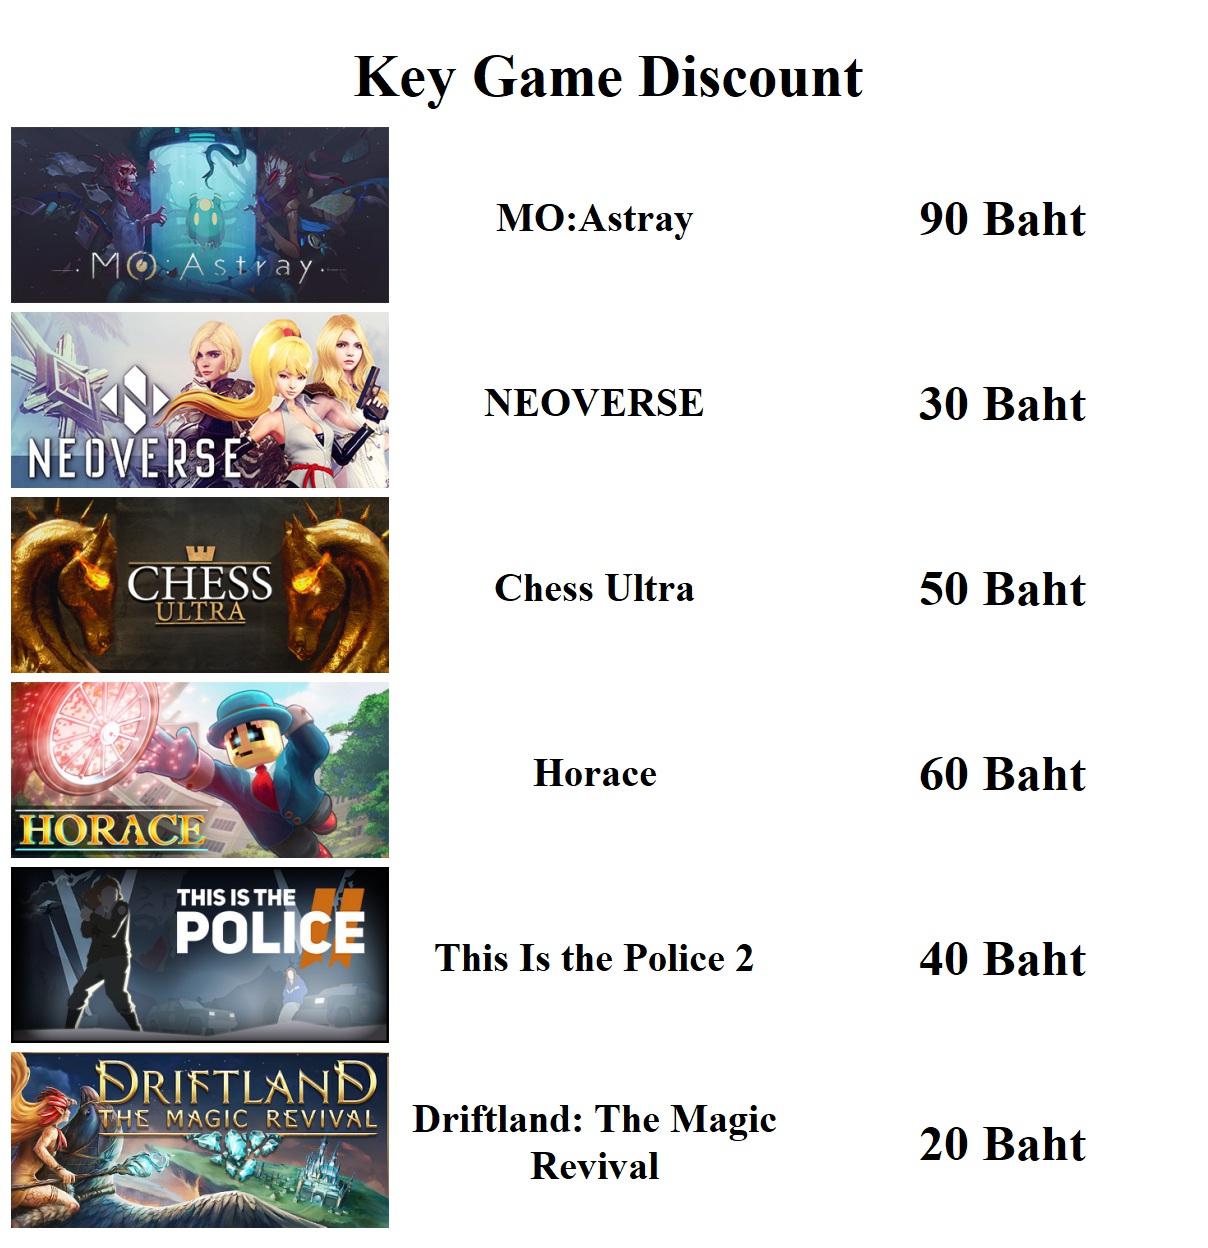 Key Game Discount
MO:Astray
MO:Astray
90 Baht
NEOVERSE
NEOVERSE
30 Baht
CHESS
ULTRA
Chess Ultra
50 Baht
HORACE
Horace
60 Baht
THIS IS THE
POLICE II
This Is the Police 2
40 Baht
DRIFTLAND
THE MAGIC REVIVAL
Driftland: The Magic
Revival
20 Baht